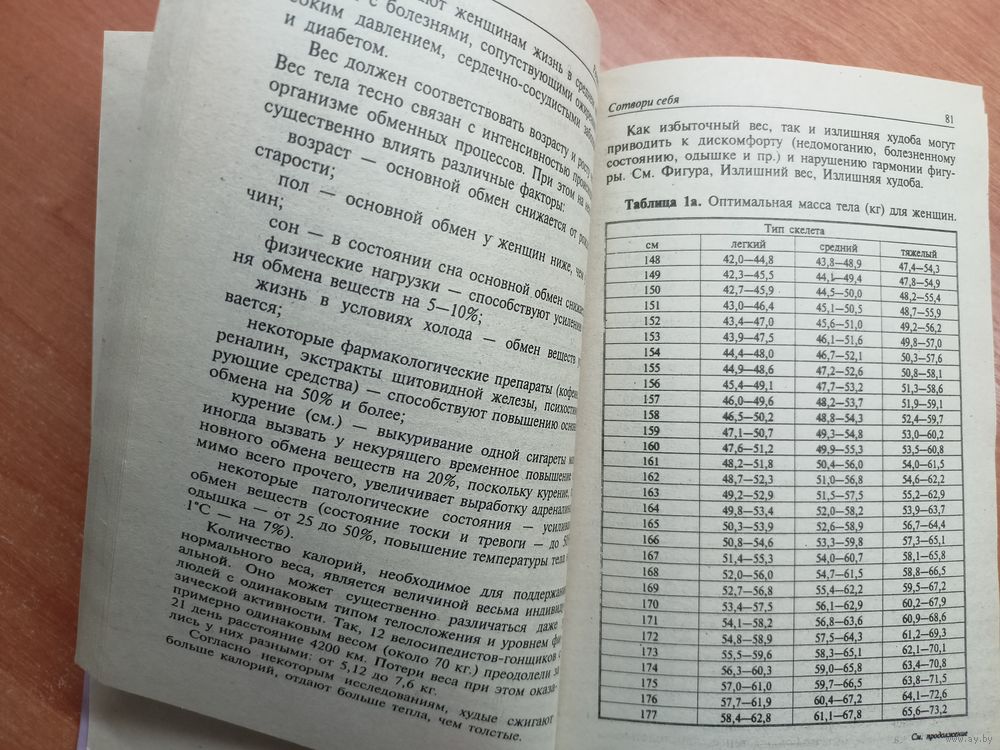 ют женщинам жизнь в среднем
с болезнями, сопутствующими
соким давлением, сердечно-сосудистыми
и диабетом.
Вес должен соответствовать возрасту и росту
Вес тела тесно связан с интенсивностью
организме обменных процессов. При этом на
существенно влиять различные факторы:
возраст — основной обмен снижается от
старости;
пол — основной обмен у женщин ниже, чем
чин;
сон — в состоянии сна основной обмен сниж
физические нагрузки — способствуют усилени
ня обмена веществ на 5—10%;
жизнь в условиях холода — обмен веществ
вается;
некоторые фармакологические препараты (кофе
реналин, экстракты щитовидной железы, психости
рующие средства) — способствуют повышению осно
обмена на 50% и более;
курение (см.) — выкуривание одной сигареты
иногда вызвать у некурящего временное повышение
новного обмена веществ на 20%, поскольку курение,
мимо всего прочего, увеличивает выработку адреналин
некоторые патологические состояния — усили
обмен веществ (состояние тоски и тревоги — до
одышка — от 25 до 50%, повышение температуры тела
1°С — на 7%).
Количество калорий, необходимое для поддержан
нормального веса, является величиной весьма индивиду
альной. Оно может существенно различаться даже
людей с одинаковым типом телосложения и уровнем фи
зической активности. Так, 12 велосипедистов-гонщиков с
примерно одинаковым весом (около 70 кг.) преодолели за
21 день расстояние 4200 км. Потери веса при этом оказа-
лись у них разными: от 5,12 до 7,6 кг.
Согласно некоторым исследованиям, худые сжигают
больше калорий, отдают больше тепла, чем толстые.
Сотвори себя 81
Как избыточный вес, так и излишняя худоба могут
приводить к дискомфорту (недомоганию, болезненному
состоянию, одышке и пр.) и нарушению гармонии фигу-
ры. См. Фигура, Излишний вес, Излишняя худоба.
Таблица 1а. Оптимальная масса тела (кг) для женщин.
Тип скелета
см легкий средний тяжелый
148 42,0—44,8 43,8—48,9 47,4—54,3
149 42,3—45,5 44,1—49,4 47,8—54,9
150 42,7—45,9 44,5—50,0 48,2—55,4
151 43,0—46,4 45,1—50,5 48,7—55,9
152 43,4—47,0 45,6—51,0 49,2—56,2
153 43,9—47,5 46,1—51,6 49,8—57,0
154 44,4—48,0 46,7—52,1 50,3—57,6
155 44,9—48,6 47,2—52,6 50,8—58,1
156 45,4—49,1 47,7—53,2 51,3—58,6
157 46,0—49,6 48,2—53,7 51,9—59,1
158 46,5—50,2 48,8—54,3 52,4—59,7
159 47,1—50,7 49,3—54,8 53,0—60,2
160 47,6—51,2 49,9—55,3 53,5—60,8
161 48,2—51,8 50,4—56,0 54,0—61,5
162 48,7—52,3 51,0—56,8 54,6—62,2
163 49,2—52,9 51,5—57,5 55,2—62,9
164 49,8—53,4 52,0—58,2 53,9—63,7
165 50,3—53,9 52,6—58,9 56,7—64,4
166 50,8—54,6 53,3—59,8 57,3—65,1
167 51,4—55,3 54,0—60,7 58,1—65,8
168 52,0—56,0 54,7—61,5 58,8—66,5
169 52,7—56,8 55,4—62,2 59,5—67,2
170 53,4—57,5 56,1—62,9 60,2—67,9
171 54,1—58,2 56,8—63,6 60,9—68,6
172 54,8—58,9 57,5—64,3 61,2—69,3
173 55,5—59,6 58,3—65,1 62,1—70,1
174 56,3—60,3 59,0—65,8 63,4—70,8
175 57,0—61,0 59,7—66,5 63,8—71,5
176 57,7—61,9 60,4—67,2 64,1—72,6
177 58,4—62,8 61,1—67,8 65,6—73,2
См. продолжение
www.ay.by